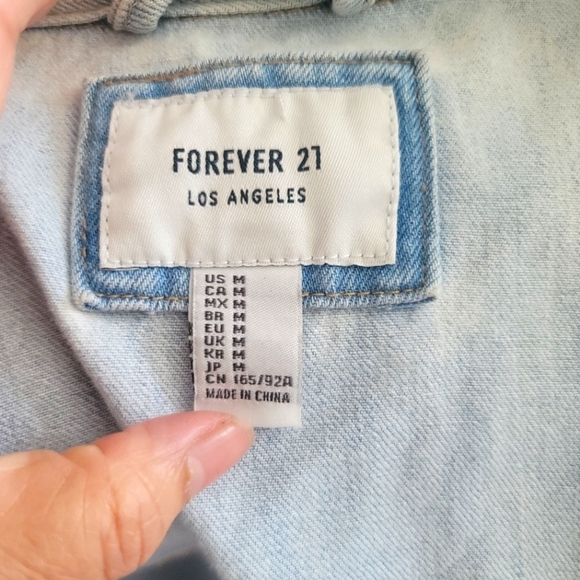 FOREVER 21
LOS ANGELES
US M
CA M
MX M
BR M
EU M
UK M
KR M
JP M
CN 165/92A
MADE IN CHINA